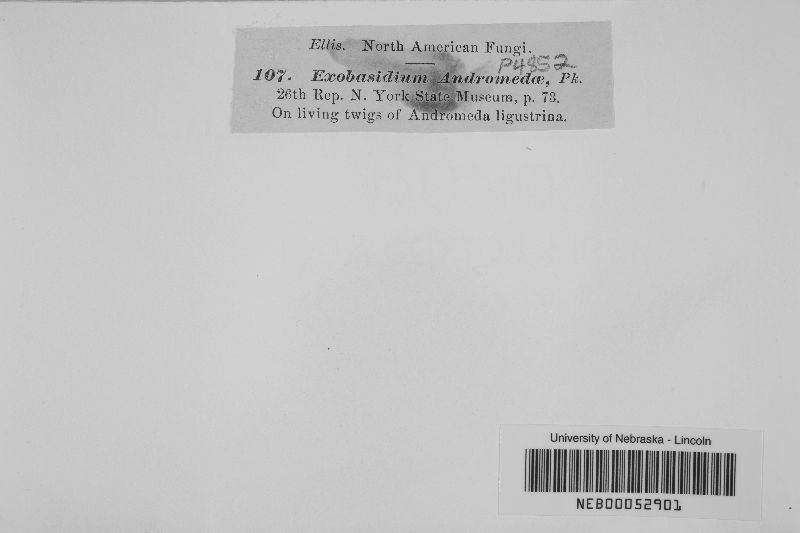 Ellis. North American Fungi.
P4852
107. Exobasidium Andromedæ, Pk.
26th Rep. N. York State Museum, p. 73.
On living twigs of Andromeda ligustrina.
University of Nebraska - Lincoln
NEB00052901